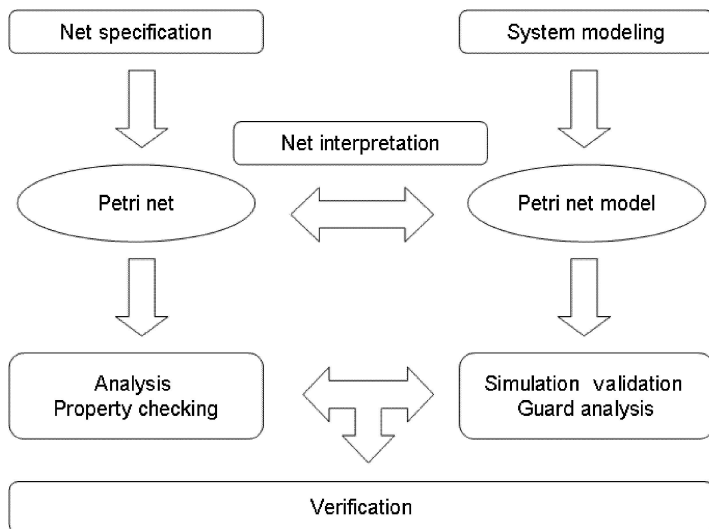 Net specification
System modeling
Net interpretation
Petri net
Petri net model
Analysis
Property checking
Simulation validation
Guard analysis
Verification